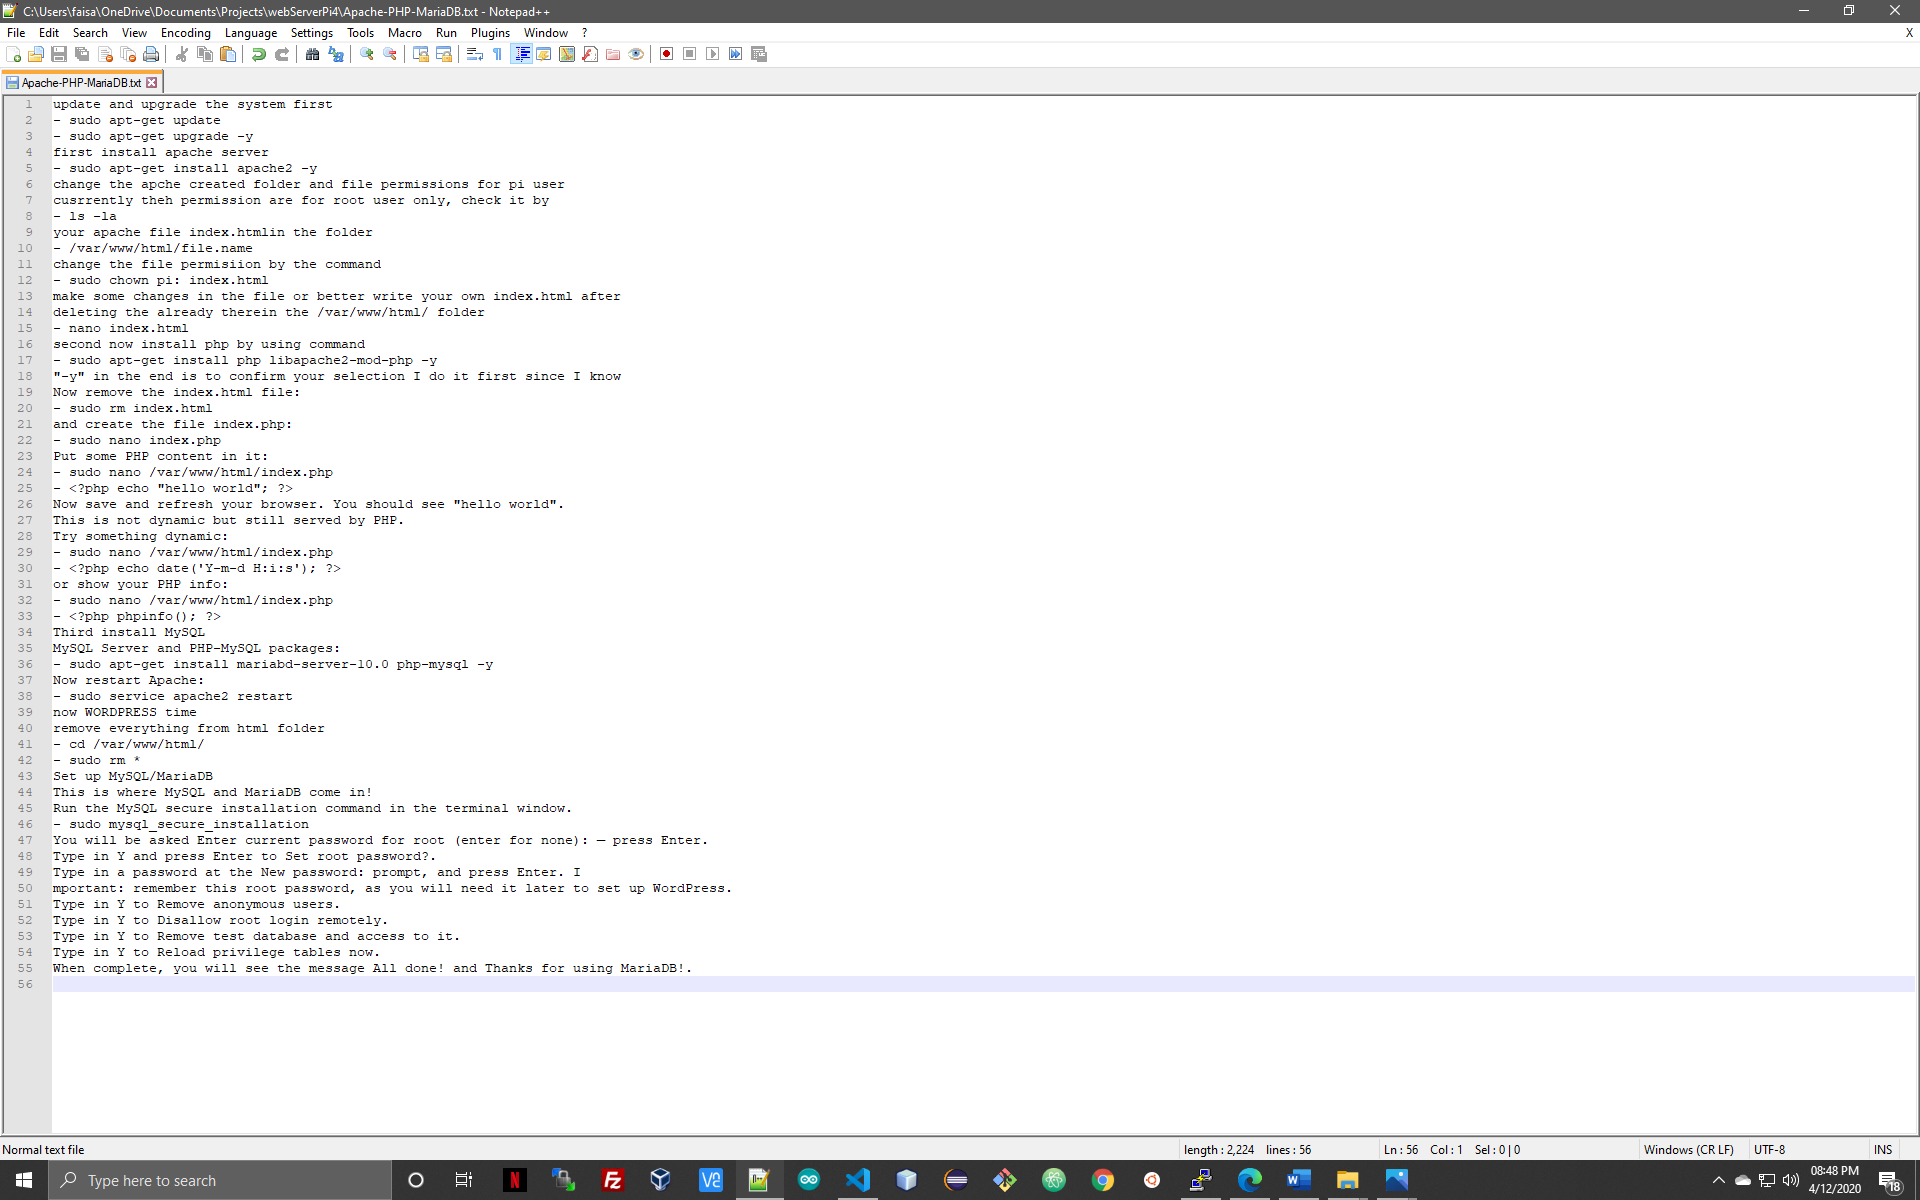 C:\Users\faisa\OneDrive\Documents\Projects\webServerPi4\Apache-PHP-MariaDB.txt - Notepad++
File Edit Search View Encoding Language Settings Tools Macro Run Plugins Window ? X
Apache-PHP-MariaDB.txt
1 update and upgrade the system first
2 - sudo apt-get update
3 - sudo apt-get upgrade -y
4 first install apache server
5 - sudo apt-get install apache2 -y
6 change the apche created folder and file permissions for pi user
7 cusrrently theh permission are for root user only, check it by
8 - ls -la
9 your apache file index.htmlin the folder
10 - /var/www/html/file.name
11 change the file permisiion by the command
12 - sudo chown pi: index.html
13 make some changes in the file or better write your own index.html after
14 deleting the already therein the /var/www/html/ folder
15 - nano index.html
16 second now install php by using command
17 - sudo apt-get install php libapache2-mod-php -y
18 "-y" in the end is to confirm your selection I do it first since I know
19 Now remove the index.html file:
20 - sudo rm index.html
21 and create the file index.php:
22 - sudo nano index.php
23 Put some PHP content in it:
24 - sudo nano /var/www/html/index.php
25 - <?php echo "hello world"; ?>
26 Now save and refresh your browser. You should see "hello world".
27 This is not dynamic but still served by PHP.
28 Try something dynamic:
29 - sudo nano /var/www/html/index.php
30 - <?php echo date('Y-m-d H:i:s'); ?>
31 or show your PHP info:
32 - sudo nano /var/www/html/index.php
33 - <?php phpinfo(); ?>
34 Third install MySQL
35 MySQL Server and PHP-MySQL packages:
36 - sudo apt-get install mariabd-server-10.0 php-mysql -y
37 Now restart Apache:
38 - sudo service apache2 restart
39 now WORDPRESS time
40 remove everything from html folder
41 - cd /var/www/html/
42 - sudo rm *
43 Set up MySQL/MariaDB
44 This is where MySQL and MariaDB come in!
45 Run the MySQL secure installation command in the terminal window.
46 - sudo mysql_secure_installation
47 You will be asked Enter current password for root (enter for none): — press Enter.
48 Type in Y and press Enter to Set root password?.
49 Type in a password at the New password: prompt, and press Enter. I
50 mportant: remember this root password, as you will need it later to set up WordPress.
51 Type in Y to Remove anonymous users.
52 Type in Y to Disallow root login remotely.
53 Type in Y to Remove test database and access to it.
54 Type in Y to Reload privilege tables now.
55 When complete, you will see the message All done! and Thanks for using MariaDB!.
56
Normal text file length : 2,224 lines : 56 Ln : 56 Col : 1 Sel : 0 | 0 Windows (CR LF) UTF-8 INS
Type here to search
08:48 PM
4/12/2020
18